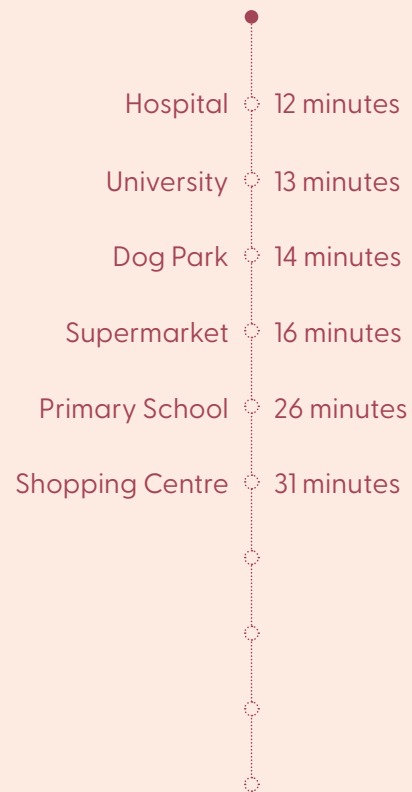 Hospital 12 minutes
University 13 minutes
Dog Park 14 minutes
Supermarket 16 minutes
Primary School 26 minutes
Shopping Centre 31 minutes